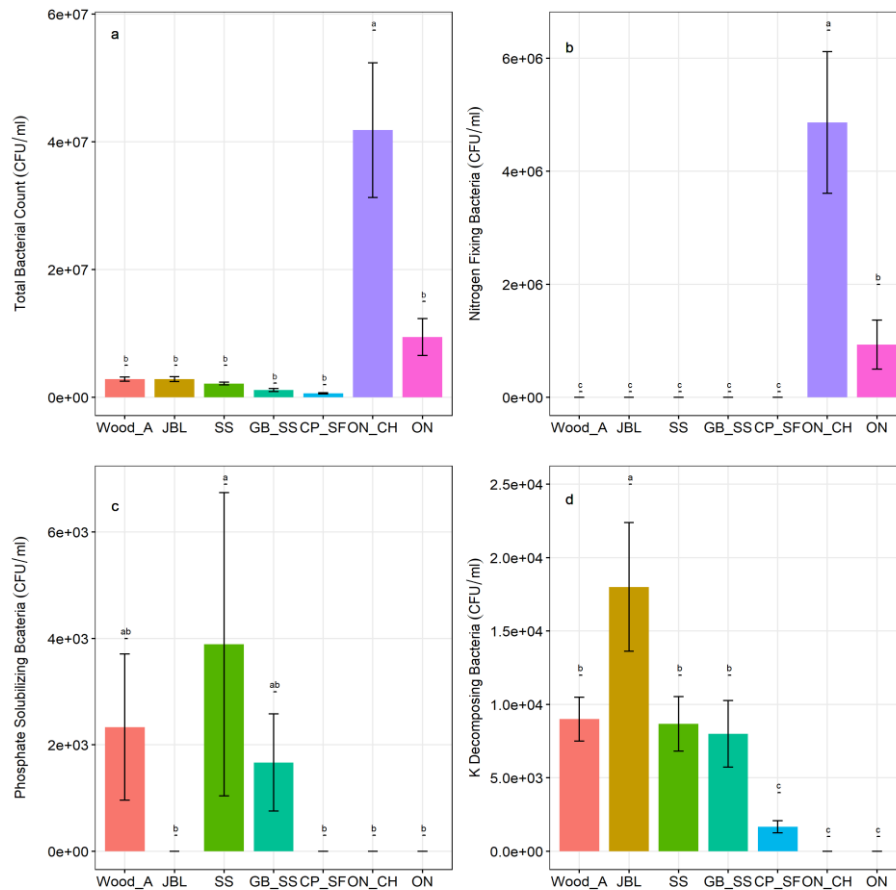 a
Total Bacterial Count (CFU/ml)
6e+07
4e+07
2e+07
0e+00
b b b b b a b
Wood_A JBL SS GB_SS CP_SF ON_CH ON
b
Nitrogen Fixing Bacteria (CFU/ml)
6e+06
4e+06
2e+06
0e+00
c c c c c a b
Wood_A JBL SS GB_SS CP_SF ON_CH ON
c
Phosphate Solubilizing Bcateria (CFU/ml)
6e+03
4e+03
2e+03
0e+00
ab b a ab b b b
Wood_A JBL SS GB_SS CP_SF ON_CH ON
d
K Decomposing Bacteria (CFU/ml)
2.5e+04
2.0e+04
1.5e+04
1.0e+04
5.0e+03
0.0e+00
b a b b c c c
Wood_A JBL SS GB_SS CP_SF ON_CH ON